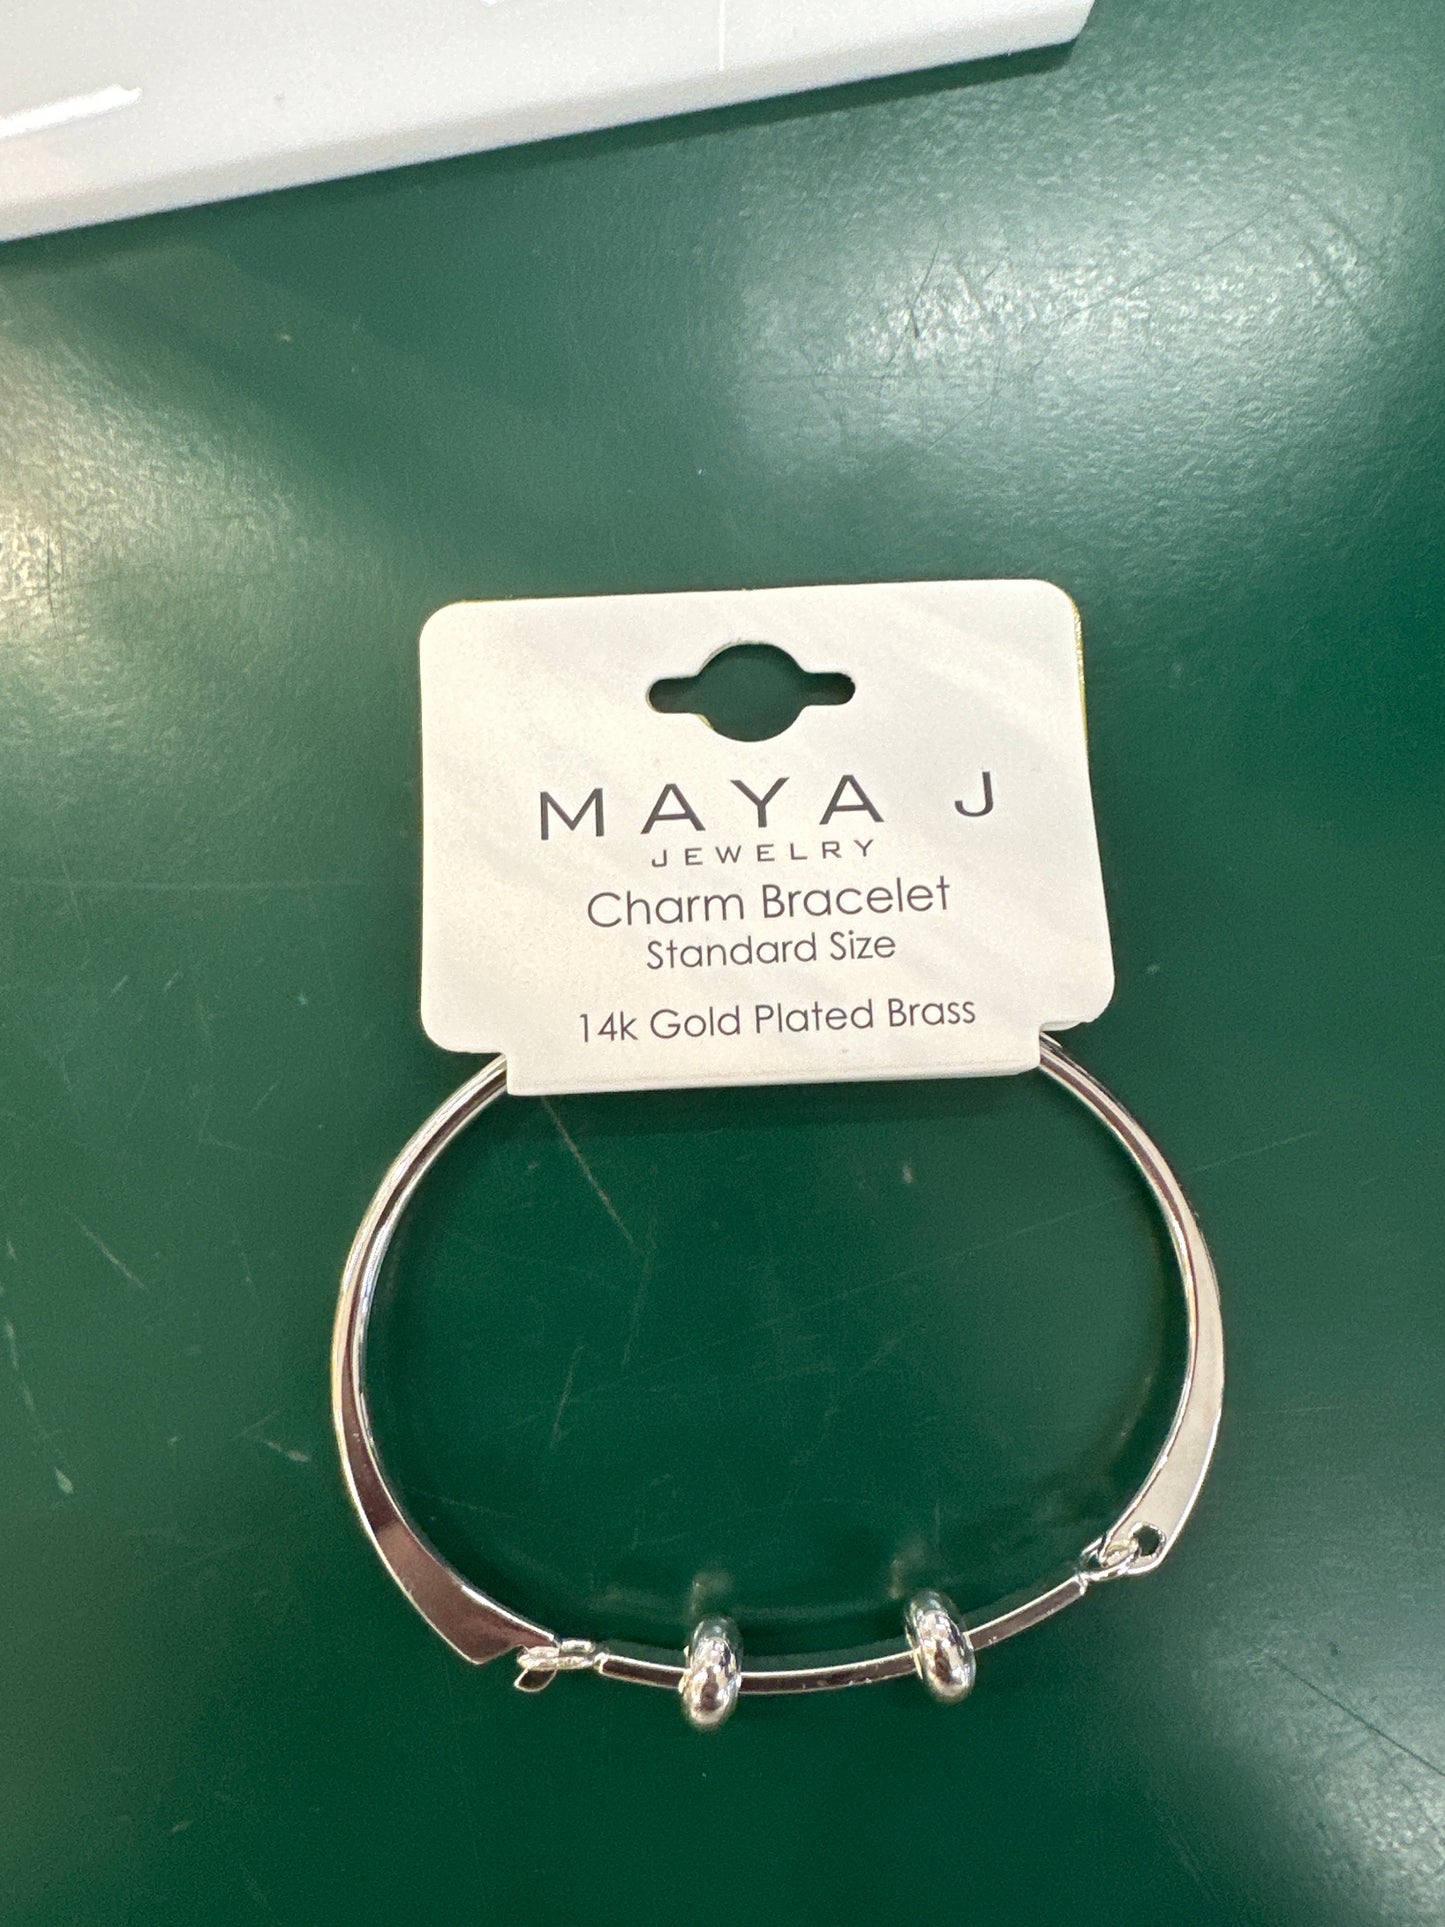 MAYA J
JEWELRY
Charm Bracelet
Standard Size
14k Gold Plated Brass